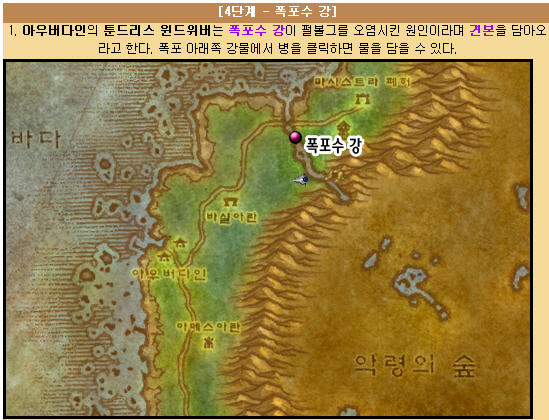 [4단계 - 폭포수 강]
1. 아우버다인의 툰드리스 윈드위버는 폭포수 강이 펄볼그를 오염시킨 원인이라며 견본을 담아오
라고 한다. 폭포 아래쪽 강물에서 병을 클릭하면 물을 담을 수 있다.
마시스트라 폐허
바다
폭포수 강
바실아란
아우버다인
아메스아란
악령의 숲